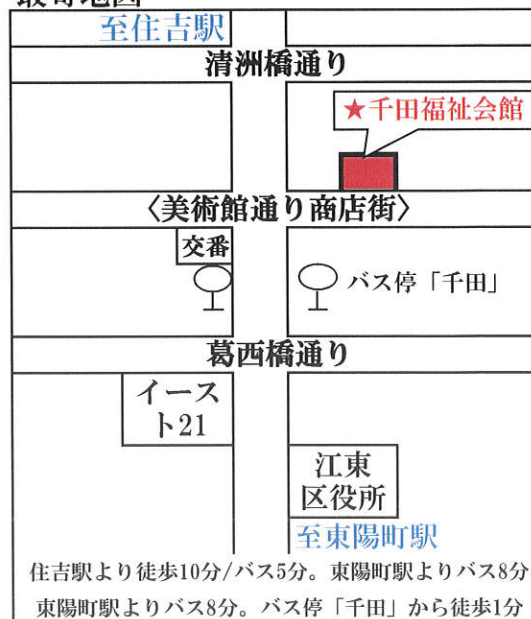 最寄地図
至住吉駅
清洲橋通り
★千田福祉会館
〈美術館通り商店街〉
交番
バス停「千田」
葛西橋通り
イース
ト21
江東
区役所
至東陽町駅
住吉駅より徒歩10分/バス5分。東陽町駅よりバス8分
東陽町駅よりバス8分。バス停「千田」から徒歩1分